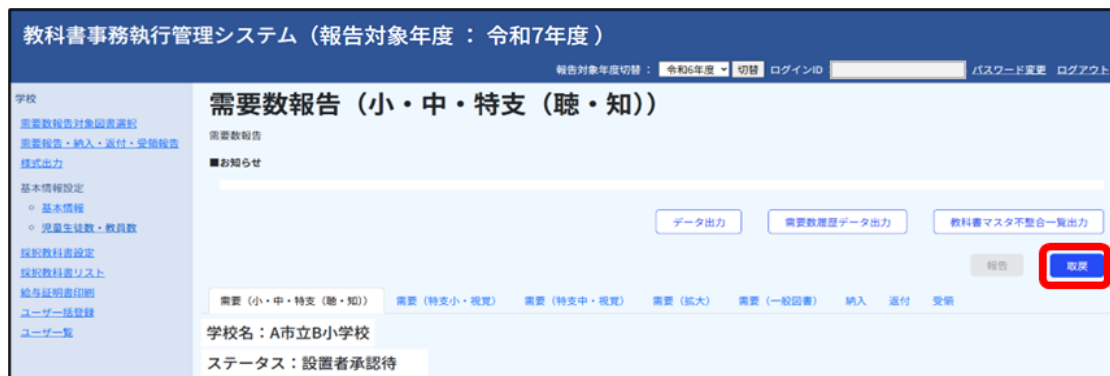 教科書事務執行管理システム（報告対象年度 ： 令和7年度 ）
報告対象年度切替： 令和6年度 切替 ログインID パスワード変更 ログアウト
学校
需要数報告対象図書選択
需要報告・納入・返付・受領報告
様式出力
基本情報設定
基本情報
児童生徒数・教員数
採択教科書設定
採択教科書リスト
給与証明書印刷
ユーザー括登録
ユーザー覧
需要数報告（小・中・特支（聴・知））
需要数報告
■お知らせ
データ出力 需要数履歴データ出力 教科書マスタ不整合一覧出力
報告 取戻
需要（小・中・特支（聴・知）） 需要（特支小・視覚） 需要（特支中・視覚） 需要（拡大） 需要（一般図書） 納入 返付 受領
学校名：A市立B小学校
ステータス：設置者承認待